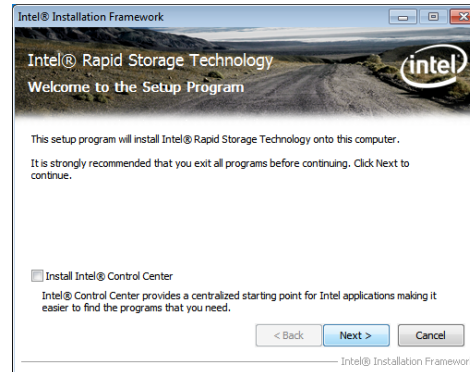 Intel® Installation Framework
Intel® Rapid Storage Technology
Welcome to the Setup Program
intel
This setup program will install Intel® Rapid Storage Technology onto this computer.
It is strongly recommended that you exit all programs before continuing. Click Next to
continue.
Install Intel® Control Center
Intel® Control Center provides a centralized starting point for Intel applications making it
easier to find the programs that you need.
< Back Next > Cancel
Intel® Installation Framewor